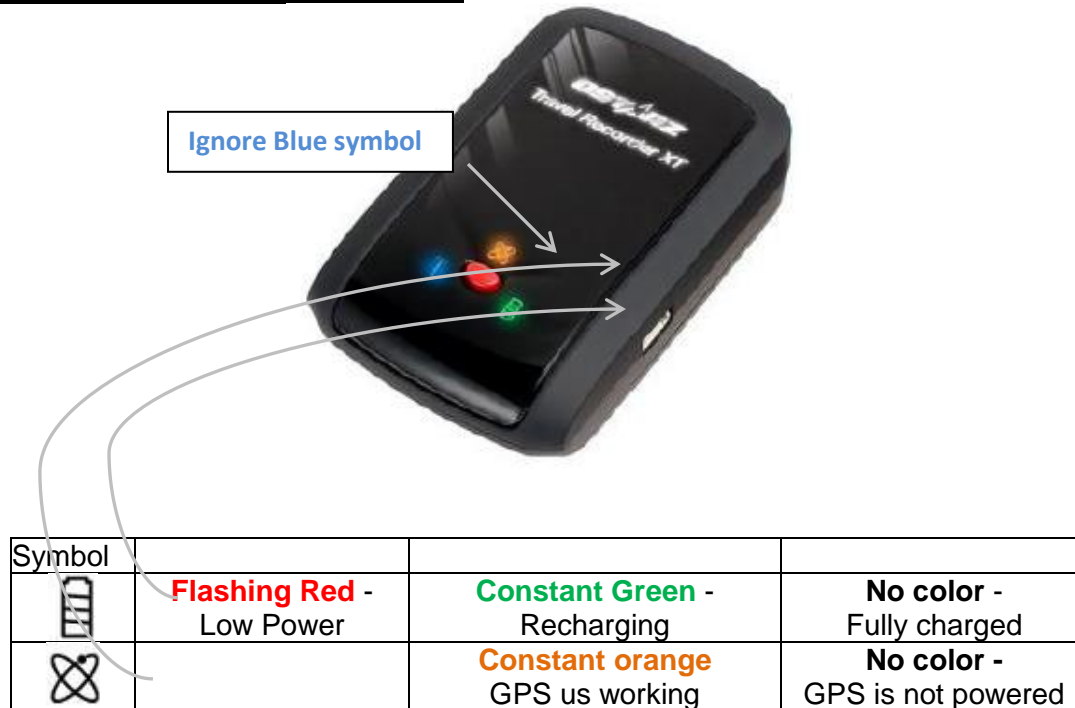 Ignore Blue symbol
QSTARZ
Travel Recorder XT
Symbol
Flashing Red - Constant Green - No color -
Low Power Recharging Fully charged
Constant orange No color -
GPS us working GPS is not powered